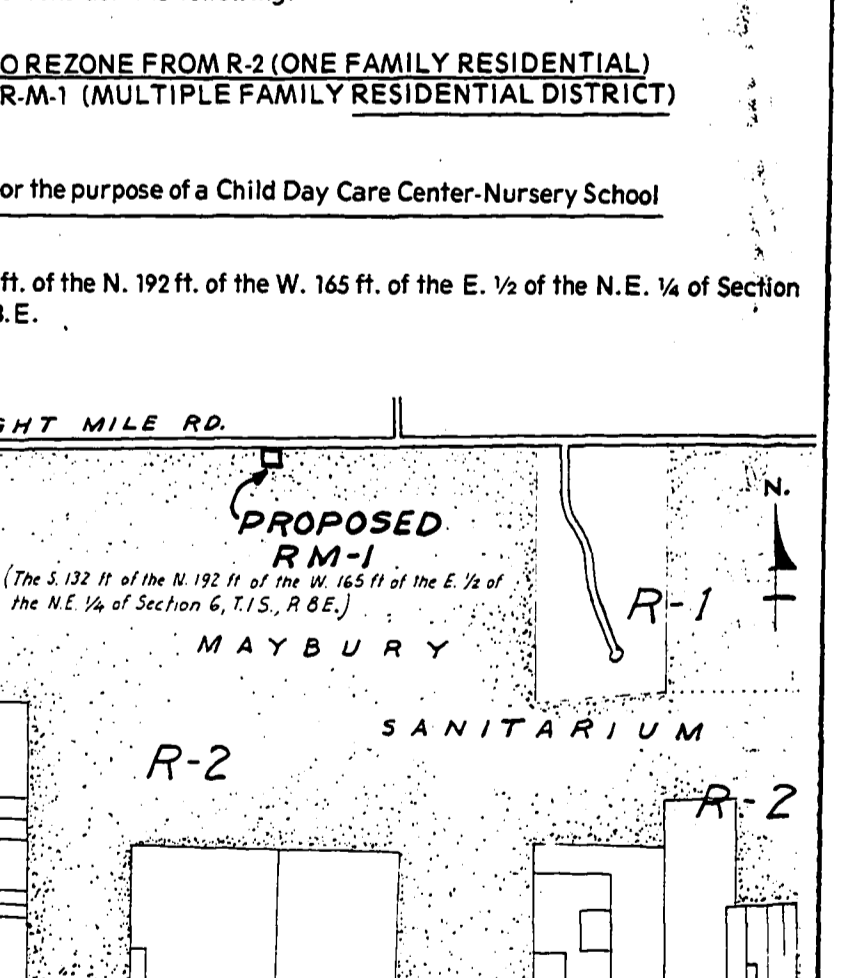 O REZONE FROM R-2 (ONE FAMILY RESIDENTIAL)
R-M-1 (MULTIPLE FAMILY RESIDENTIAL DISTRICT)
or the purpose of a Child Day Care Center-Nursery School
ft. of the N. 192 ft. of the W. 165 ft. of the E. ½ of the N.E. ¼ of Section
.E.
GHT MILE RD.
N.
PROPOSED
RM-1
(The S. 132 ft of the N. 192 ft of the W. 165 ft of the E. ½ of
the N.E. ¼ of Section 6, T.1S., R 8E.)
R-1
MAYBURY
SANITARIUM
R-2
R-2